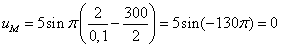 u_M = 5sin π(2/0,1 − 300/2) = 5sin(−130π) = 0